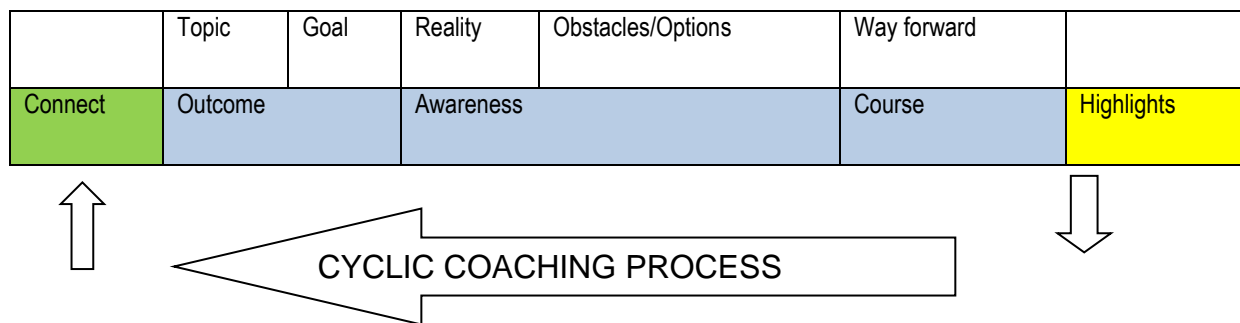 Topic Goal Reality Obstacles/Options Way forward
Connect Outcome Awareness Course Highlights
CYCLIC COACHING PROCESS